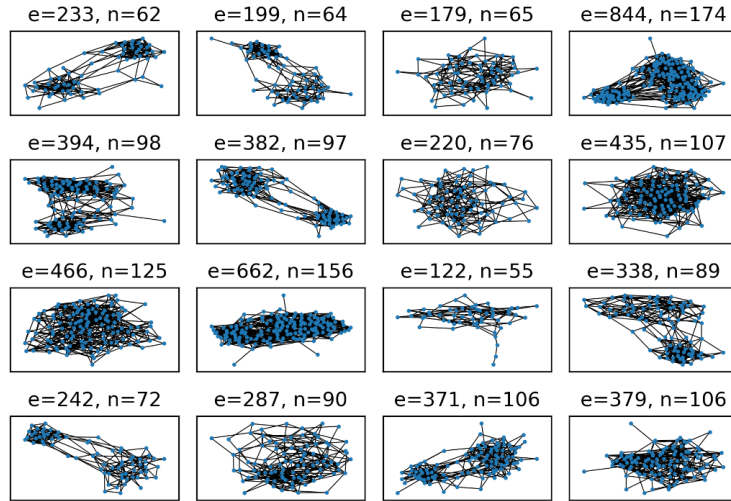 e=233, n=62 e=199, n=64 e=179, n=65 e=844, n=174
e=394, n=98 e=382, n=97 e=220, n=76 e=435, n=107
e=466, n=125 e=662, n=156 e=122, n=55 e=338, n=89
e=242, n=72 e=287, n=90 e=371, n=106 e=379, n=106